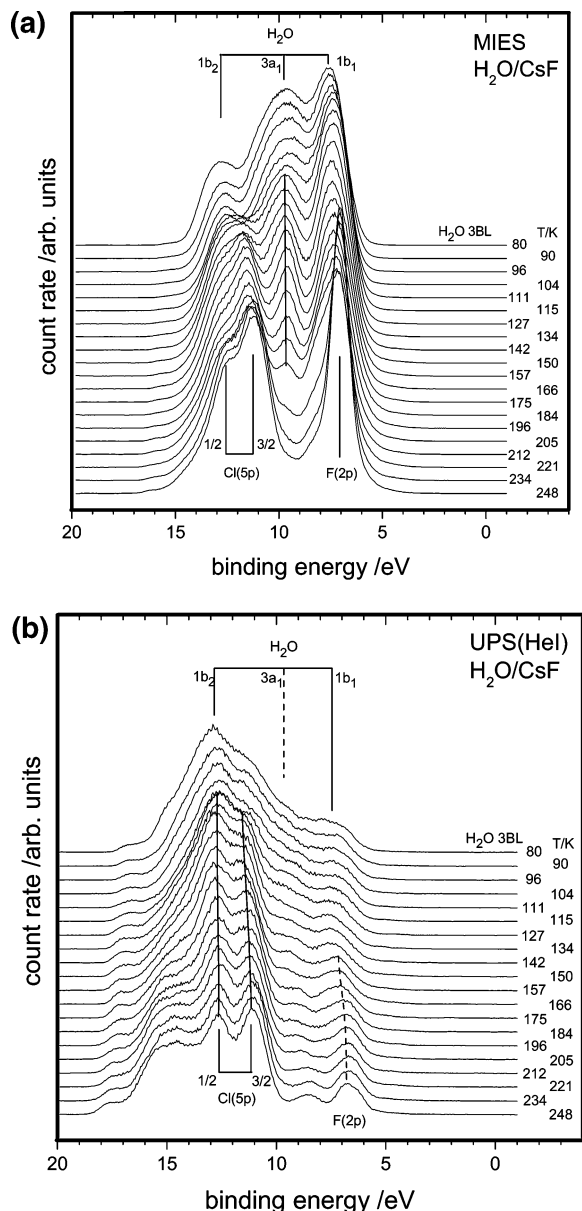 (a)
H₂O
1b₂ 3a₁ 1b₁
MIES
H₂O/CsF
count rate /arb. units
H₂O 3BL T/K
80
90
96
104
111
115
127
134
142
150
157
166
175
184
196
205
212
221
234
248
1/2 3/2
Cl(5p)
F(2p)
20 15 10 5 0
binding energy /eV
(b)
UPS(HeI)
H₂O/CsF
H₂O
1b₂ 3a₁ 1b₁
count rate /arb. units
H₂O 3BL T/K
80
90
96
104
111
115
127
134
142
150
157
166
175
184
196
205
212
221
234
248
1/2 3/2
Cl(5p)
F(2p)
20 15 10 5 0
binding energy /eV